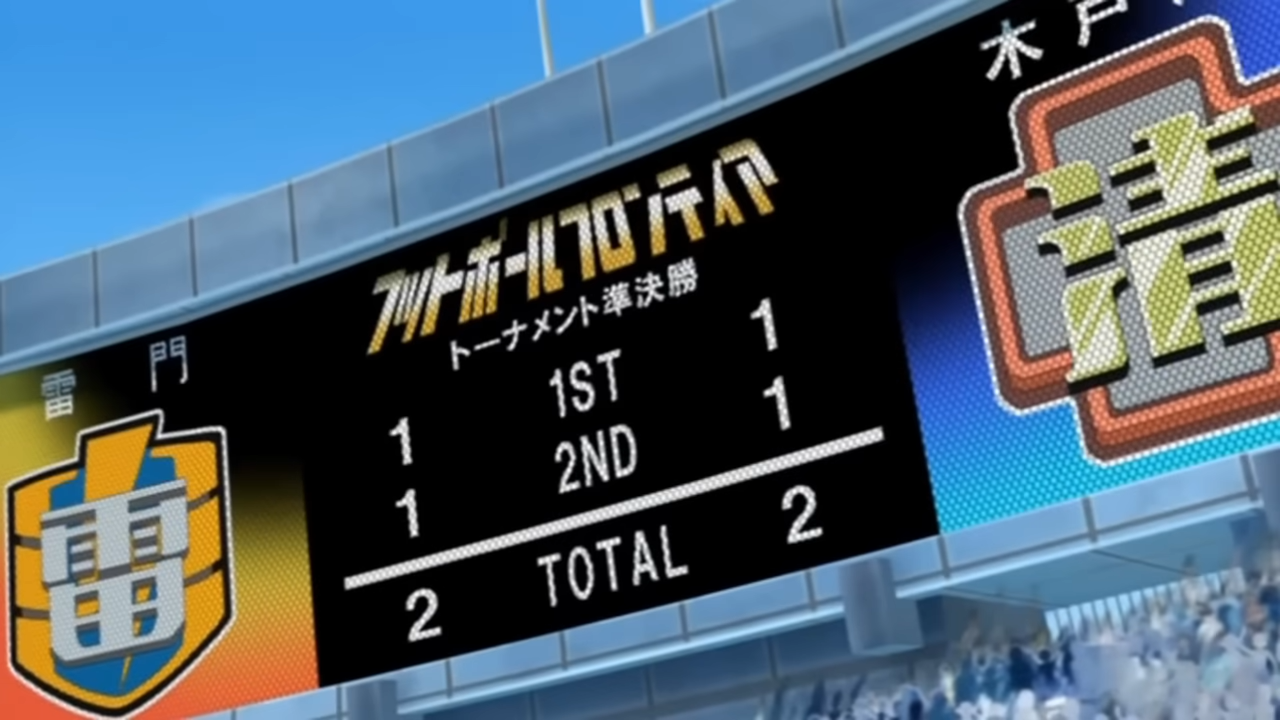 雷門
木戸
フットボールフロンティア
トーナメント準決勝
1 1ST 1
1 2ND 1
2 TOTAL 2
雷
清